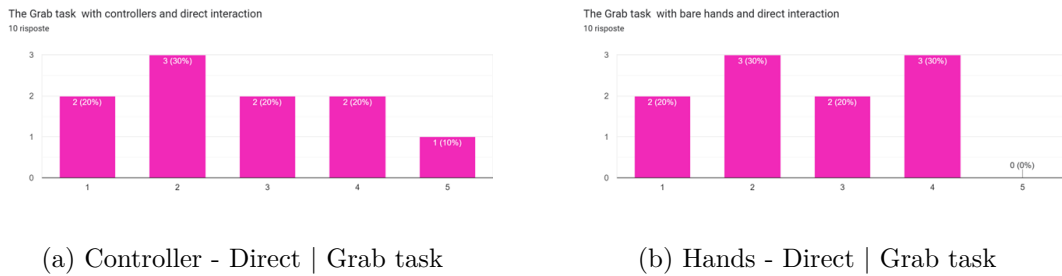 The Grab task with controllers and direct interaction
10 risposte
3
2
1
0
2 (20%)
3 (30%)
2 (20%)
2 (20%)
1 (10%)
1 2 3 4 5
(a) Controller - Direct | Grab task
The Grab task with bare hands and direct interaction
10 risposte
3
2
1
0
2 (20%)
3 (30%)
2 (20%)
3 (30%)
0 (0%)
1 2 3 4 5
(b) Hands - Direct | Grab task